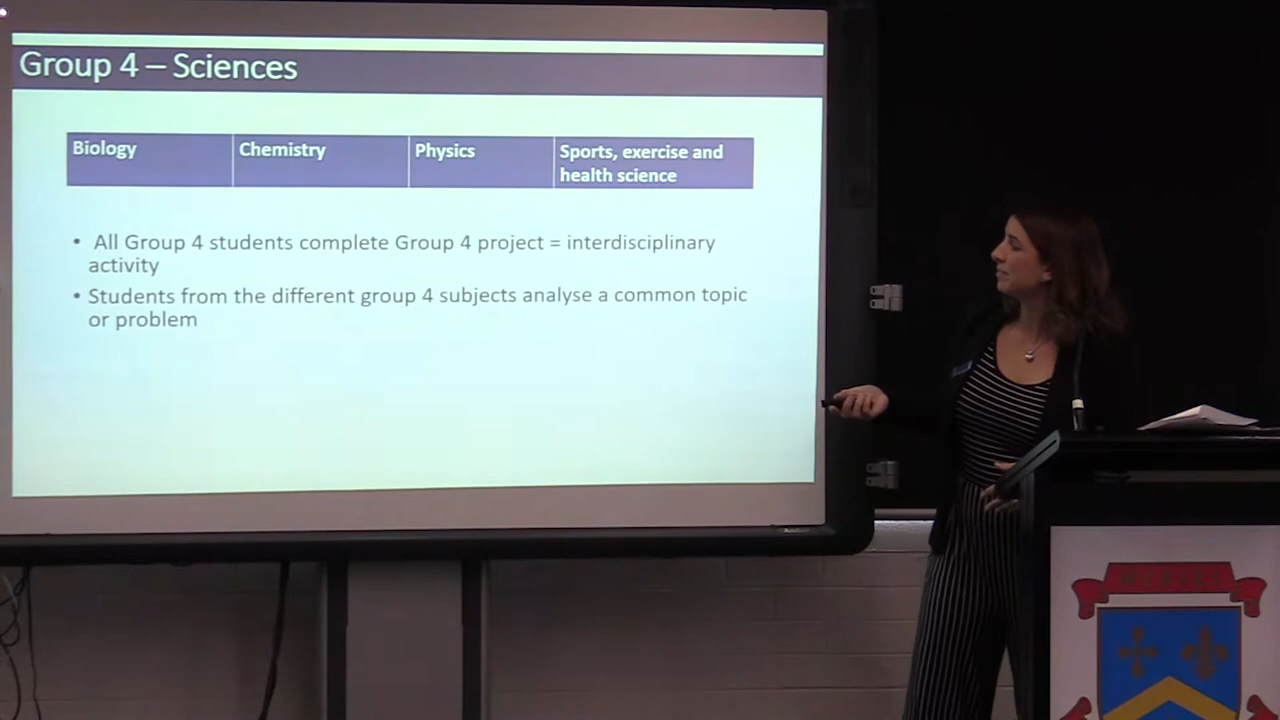 Group 4 – Sciences
Biology
Chemistry
Physics
Sports, exercise and
health science
• All Group 4 students complete Group 4 project = interdisciplinary
activity
• Students from the different group 4 subjects analyse a common topic
or problem